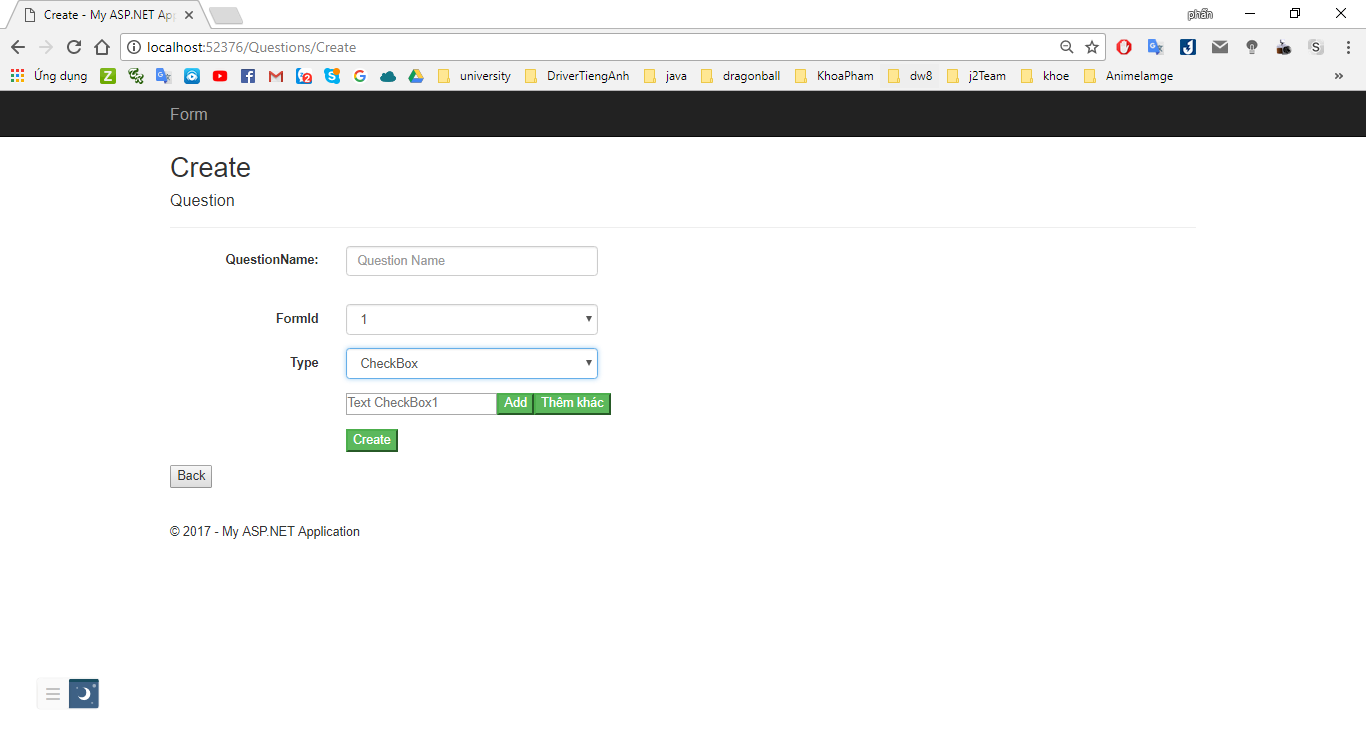 Create - My ASP.NET Ap
phấn
localhost:52376/Questions/Create
Ứng dụng university DriverTiengAnh java dragonball KhoaPham dw8 j2Team khoe Animelamge »
Form
Create
Question
QuestionName: Question Name
FormId 1
Type CheckBox
Text CheckBox1 Add Thêm khác
Create
Back
© 2017 - My ASP.NET Application